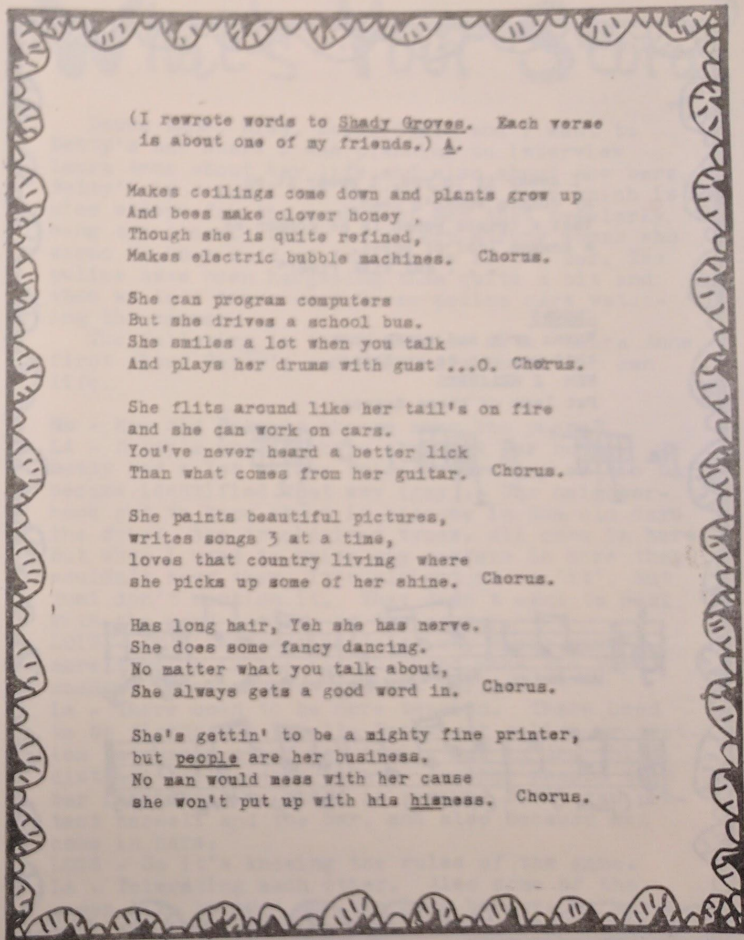 (I rewrote words to Shady Groves. Each verse
is about one of my friends.) A.
Makes ceilings come down and plants grow up
And bees make clover honey .
Though she is quite refined,
Makes electric bubble machines. Chorus.
She can program computers
But she drives a school bus.
She smiles a lot when you talk
And plays her drums with gust ...O. Chorus.
She flits around like her tail's on fire
and she can work on cars.
You've never heard a better lick
Than what comes from her guitar. Chorus.
She paints beautiful pictures,
writes songs 3 at a time,
loves that country living where
she picks up some of her shine. Chorus.
Has long hair, Yeh she has nerve.
She does some fancy dancing.
No matter what you talk about,
She always gets a good word in. Chorus.
She's gettin' to be a mighty fine printer,
but people are her business.
No man would mess with her cause
she won't put up with his hisness. Chorus.